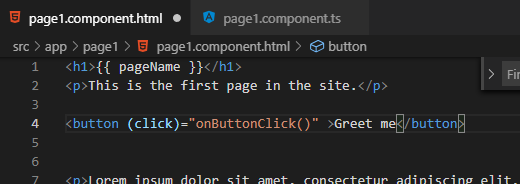 page1.component.html page1.component.ts
src > app > page1 > page1.component.html > button
1 <h1>{{ pageName }}</h1>
2 <p>This is the first page in the site.</p>
3
4 <button (click)="onButtonClick()" >Greet me</button>
5
6
7 <p>Lorem ipsum dolor sit amet, consectetur adipiscing elit.
> Fin